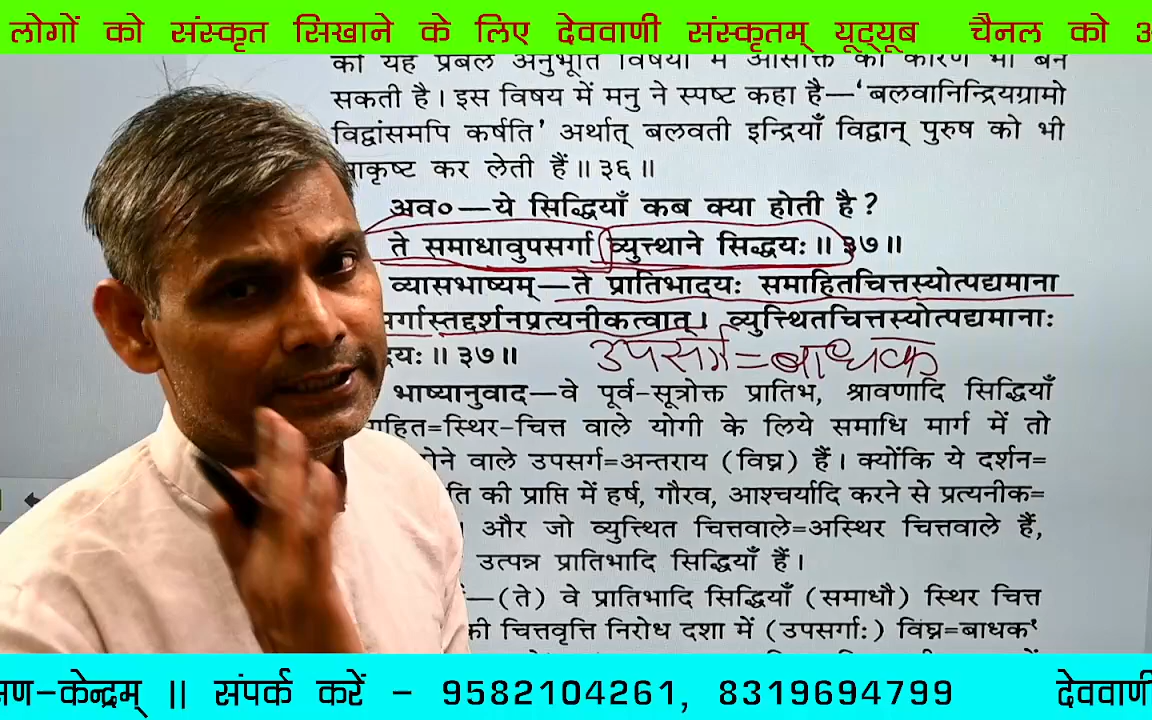 लोगों को संस्कृत सिखाने के लिए देववाणी संस्कृतम् यूट्यूब चैनल को
को यह प्रबल अनुभूति विषयों में आसक्ति का कारण भी बन
सकती है। इस विषय में मनु ने स्पष्ट कहा है—‘बलवानिन्द्रियग्रामो
विद्वांसमपि कर्षति’ अर्थात् बलवती इन्द्रियाँ विद्वान् पुरुष को भी
कर लेती हैं॥३६॥
अव०—ये सिद्धियाँ कब क्या होती है?
ते समाधावुपसर्गा व्युत्थाने सिद्धयः॥३७॥
व्यासभाष्यम्—ते प्रातिभादयः समाहितचित्तस्योत्पद्यमाना
र्गास्तद्दर्शनप्रत्यनीकत्वात्। व्युत्थितचित्तस्योत्पद्यमानाः
यः॥३७॥ उपसर्ग=बाधक
भाष्यानुवाद—वे पूर्व-सूत्रोक्त प्रातिभ, श्रावणादि सिद्धियाँ
हित=स्थिर-चित्त वाले योगी के लिये समाधि मार्ग में तो
होने वाले उपसर्ग=अन्तराय (विघ्न) हैं। क्योंकि ये दर्शन=
ति की प्राप्ति में हर्ष, गौरव, आश्चर्यादि करने से प्रत्यनीक=
। और जो व्युत्थित चित्तवाले=अस्थिर चित्तवाले हैं,
उत्पन्न प्रातिभादि सिद्धियाँ हैं।
—(ते) वे प्रातिभादि सिद्धियाँ (समाधौ) स्थिर चित्त
की चित्तवृत्ति निरोध दशा में (उपसर्गाः) विघ्न=बाधक
षण-केन्द्रम् || संपर्क करें - 9582104261, 8319694799 देववाणी